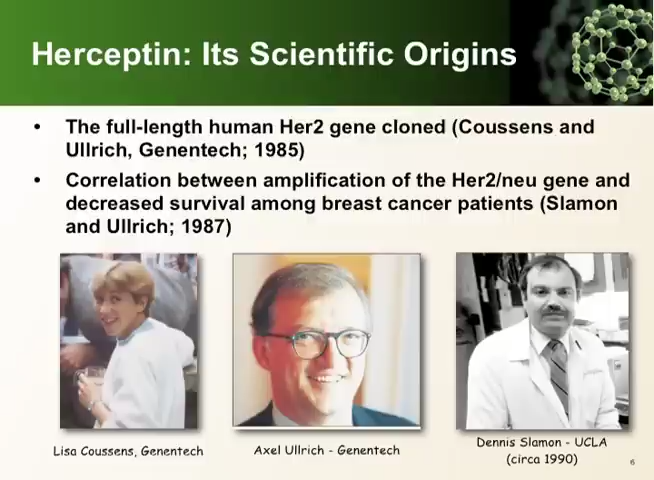 Herceptin: Its Scientific Origins
• The full-length human Her2 gene cloned (Coussens and
Ullrich, Genentech; 1985)
• Correlation between amplification of the Her2/neu gene and
decreased survival among breast cancer patients (Slamon
and Ullrich; 1987)
Lisa Coussens, Genentech
Axel Ullrich - Genentech
Dennis Slamon - UCLA
(circa 1990)
6